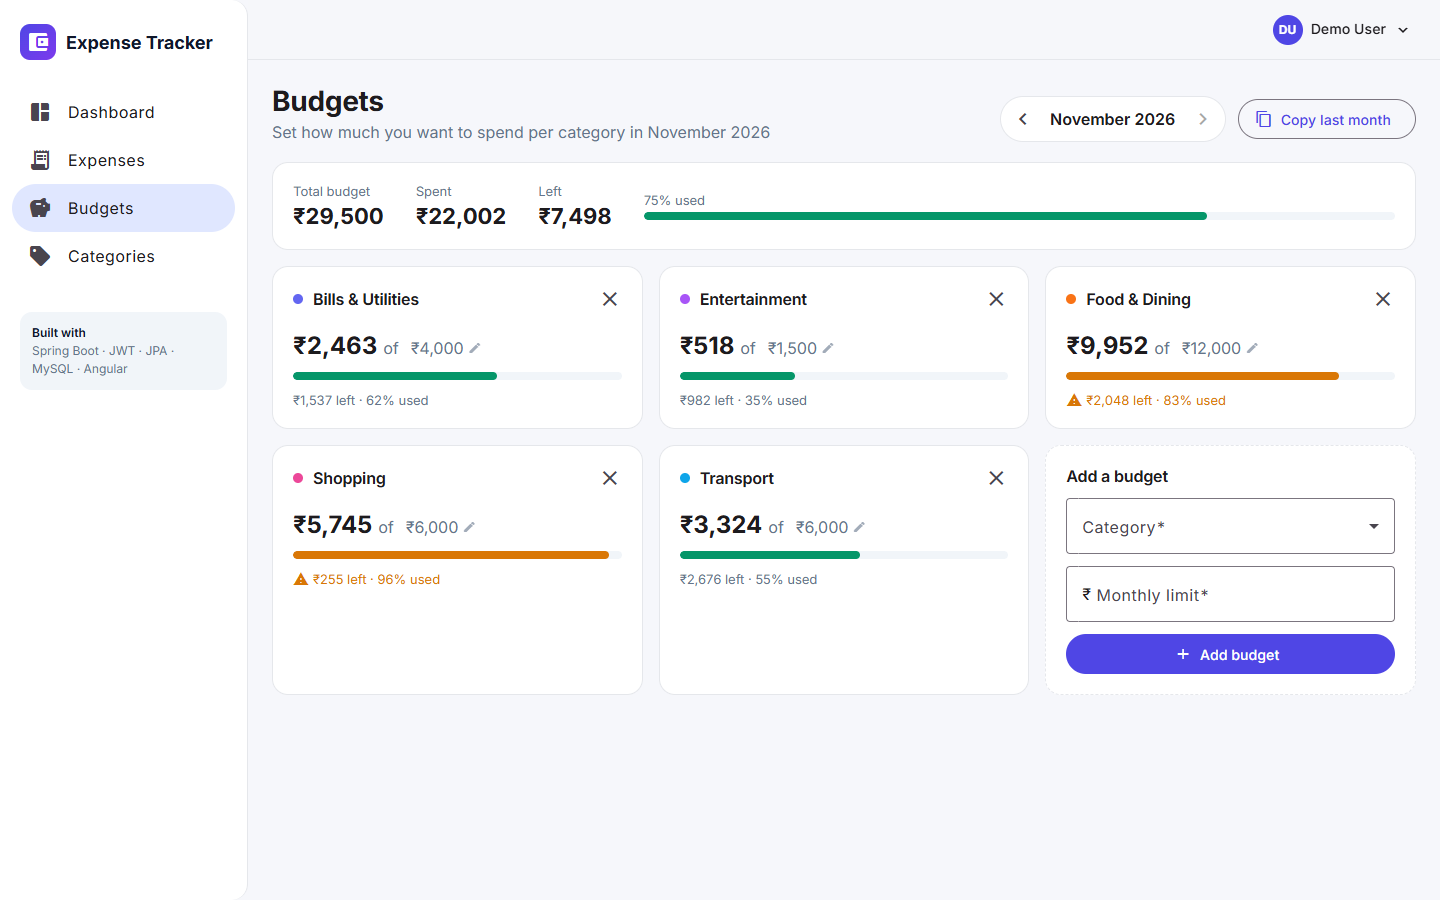 Expense Tracker
Dashboard
Expenses
Budgets
Categories
Built with
Spring Boot · JWT · JPA ·
MySQL · Angular
DU Demo User
Budgets
Set how much you want to spend per category in November 2026
November 2026
Copy last month
Total budget
₹29,500
Spent
₹22,002
Left
₹7,498
75% used
Bills & Utilities
₹2,463 of ₹4,000
₹1,537 left · 62% used
Entertainment
₹518 of ₹1,500
₹982 left · 35% used
Food & Dining
₹9,952 of ₹12,000
₹2,048 left · 83% used
Shopping
₹5,745 of ₹6,000
₹255 left · 96% used
Transport
₹3,324 of ₹6,000
₹2,676 left · 55% used
Add a budget
Category*
₹ Monthly limit*
+ Add budget